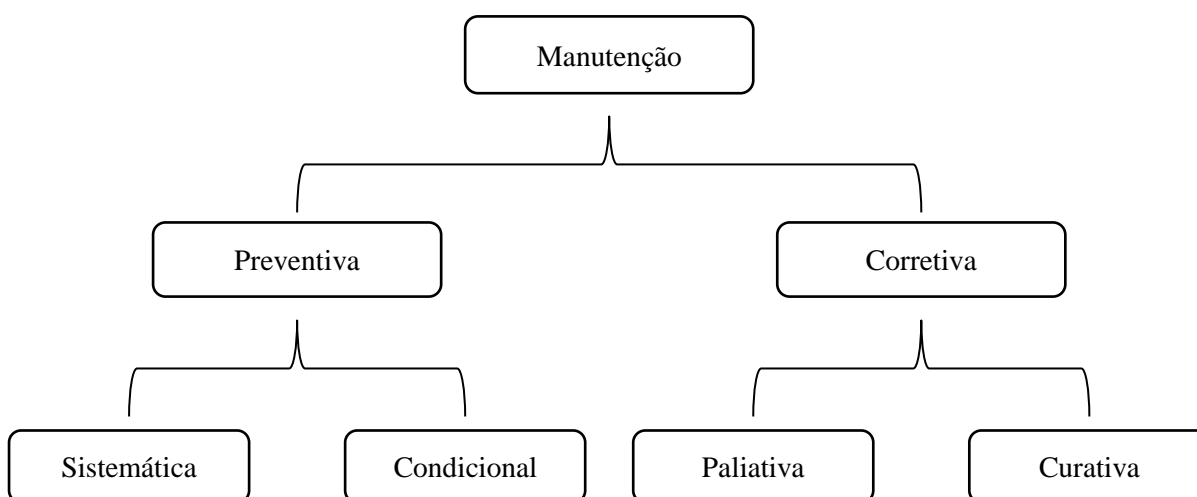 Manutenção
Preventiva
Corretiva
Sistemática
Condicional
Paliativa
Curativa